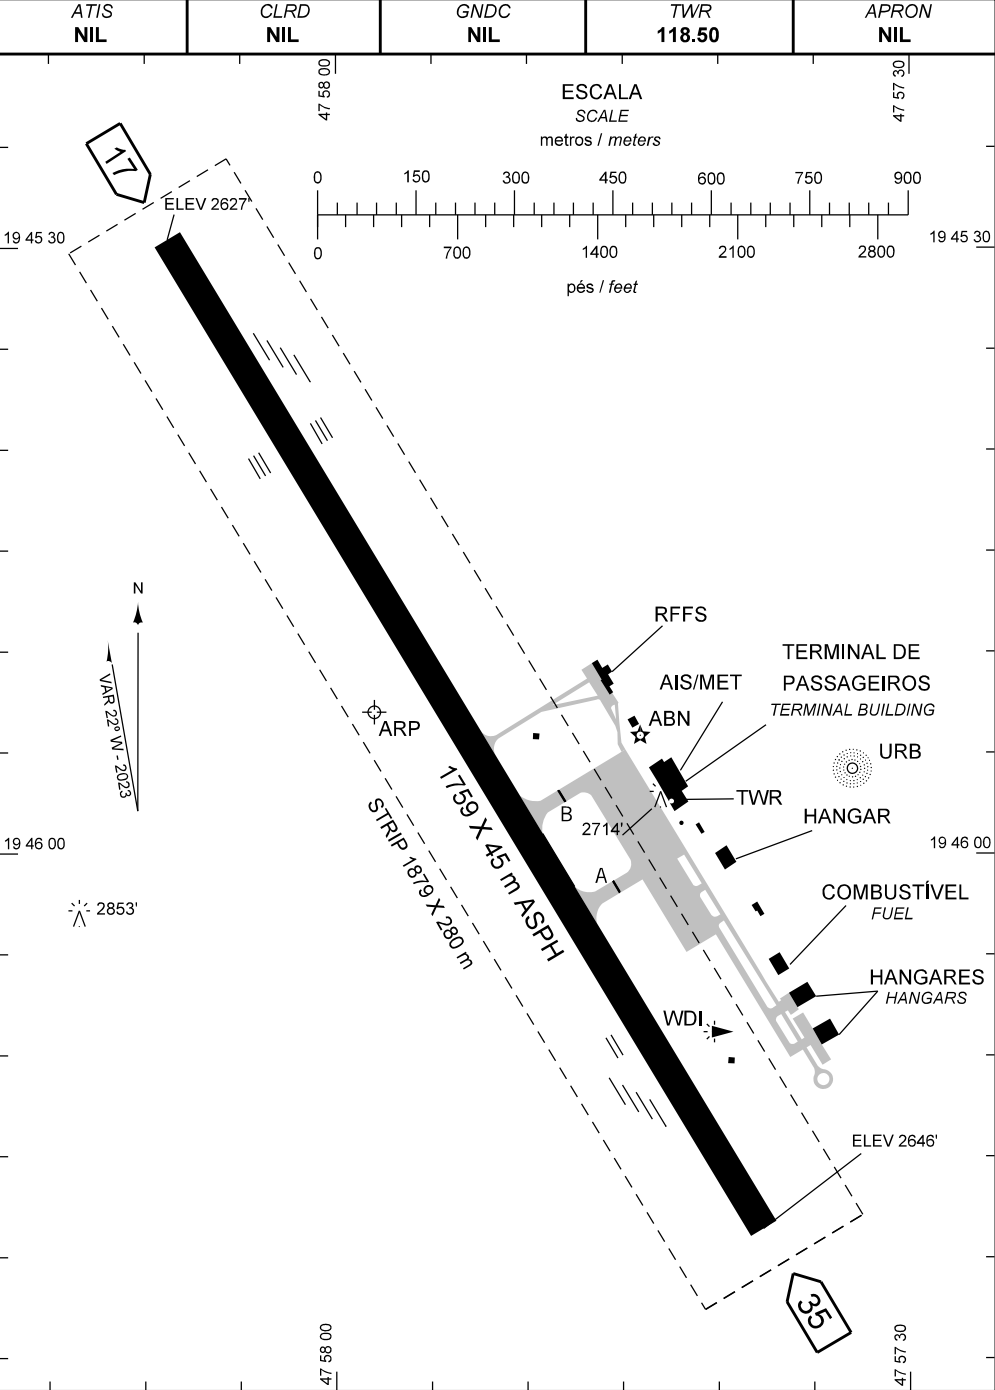 ATIS
NIL
CLRD
NIL
GNDC
NIL
TWR
118.50
APRON
NIL
47 58 00
47 57 30
ESCALA
SCALE
metros / meters
0 150 300 450 600 750 900
0 700 1400 2100 2800
pés / feet
17
ELEV 2627'
19 45 30
19 45 30
N
VAR 22º W - 2023
RFFS
TERMINAL DE
PASSAGEIROS
TERMINAL BUILDING
AIS/MET
ABN
ARP
URB
TWR
2714'
HANGAR
B
A
1759 X 45 m ASPH
STRIP 1879 X 280 m
19 46 00
19 46 00
2853'
COMBUSTÍVEL
FUEL
HANGARES
HANGARS
WDI
ELEV 2646'
35
47 58 00
47 57 30